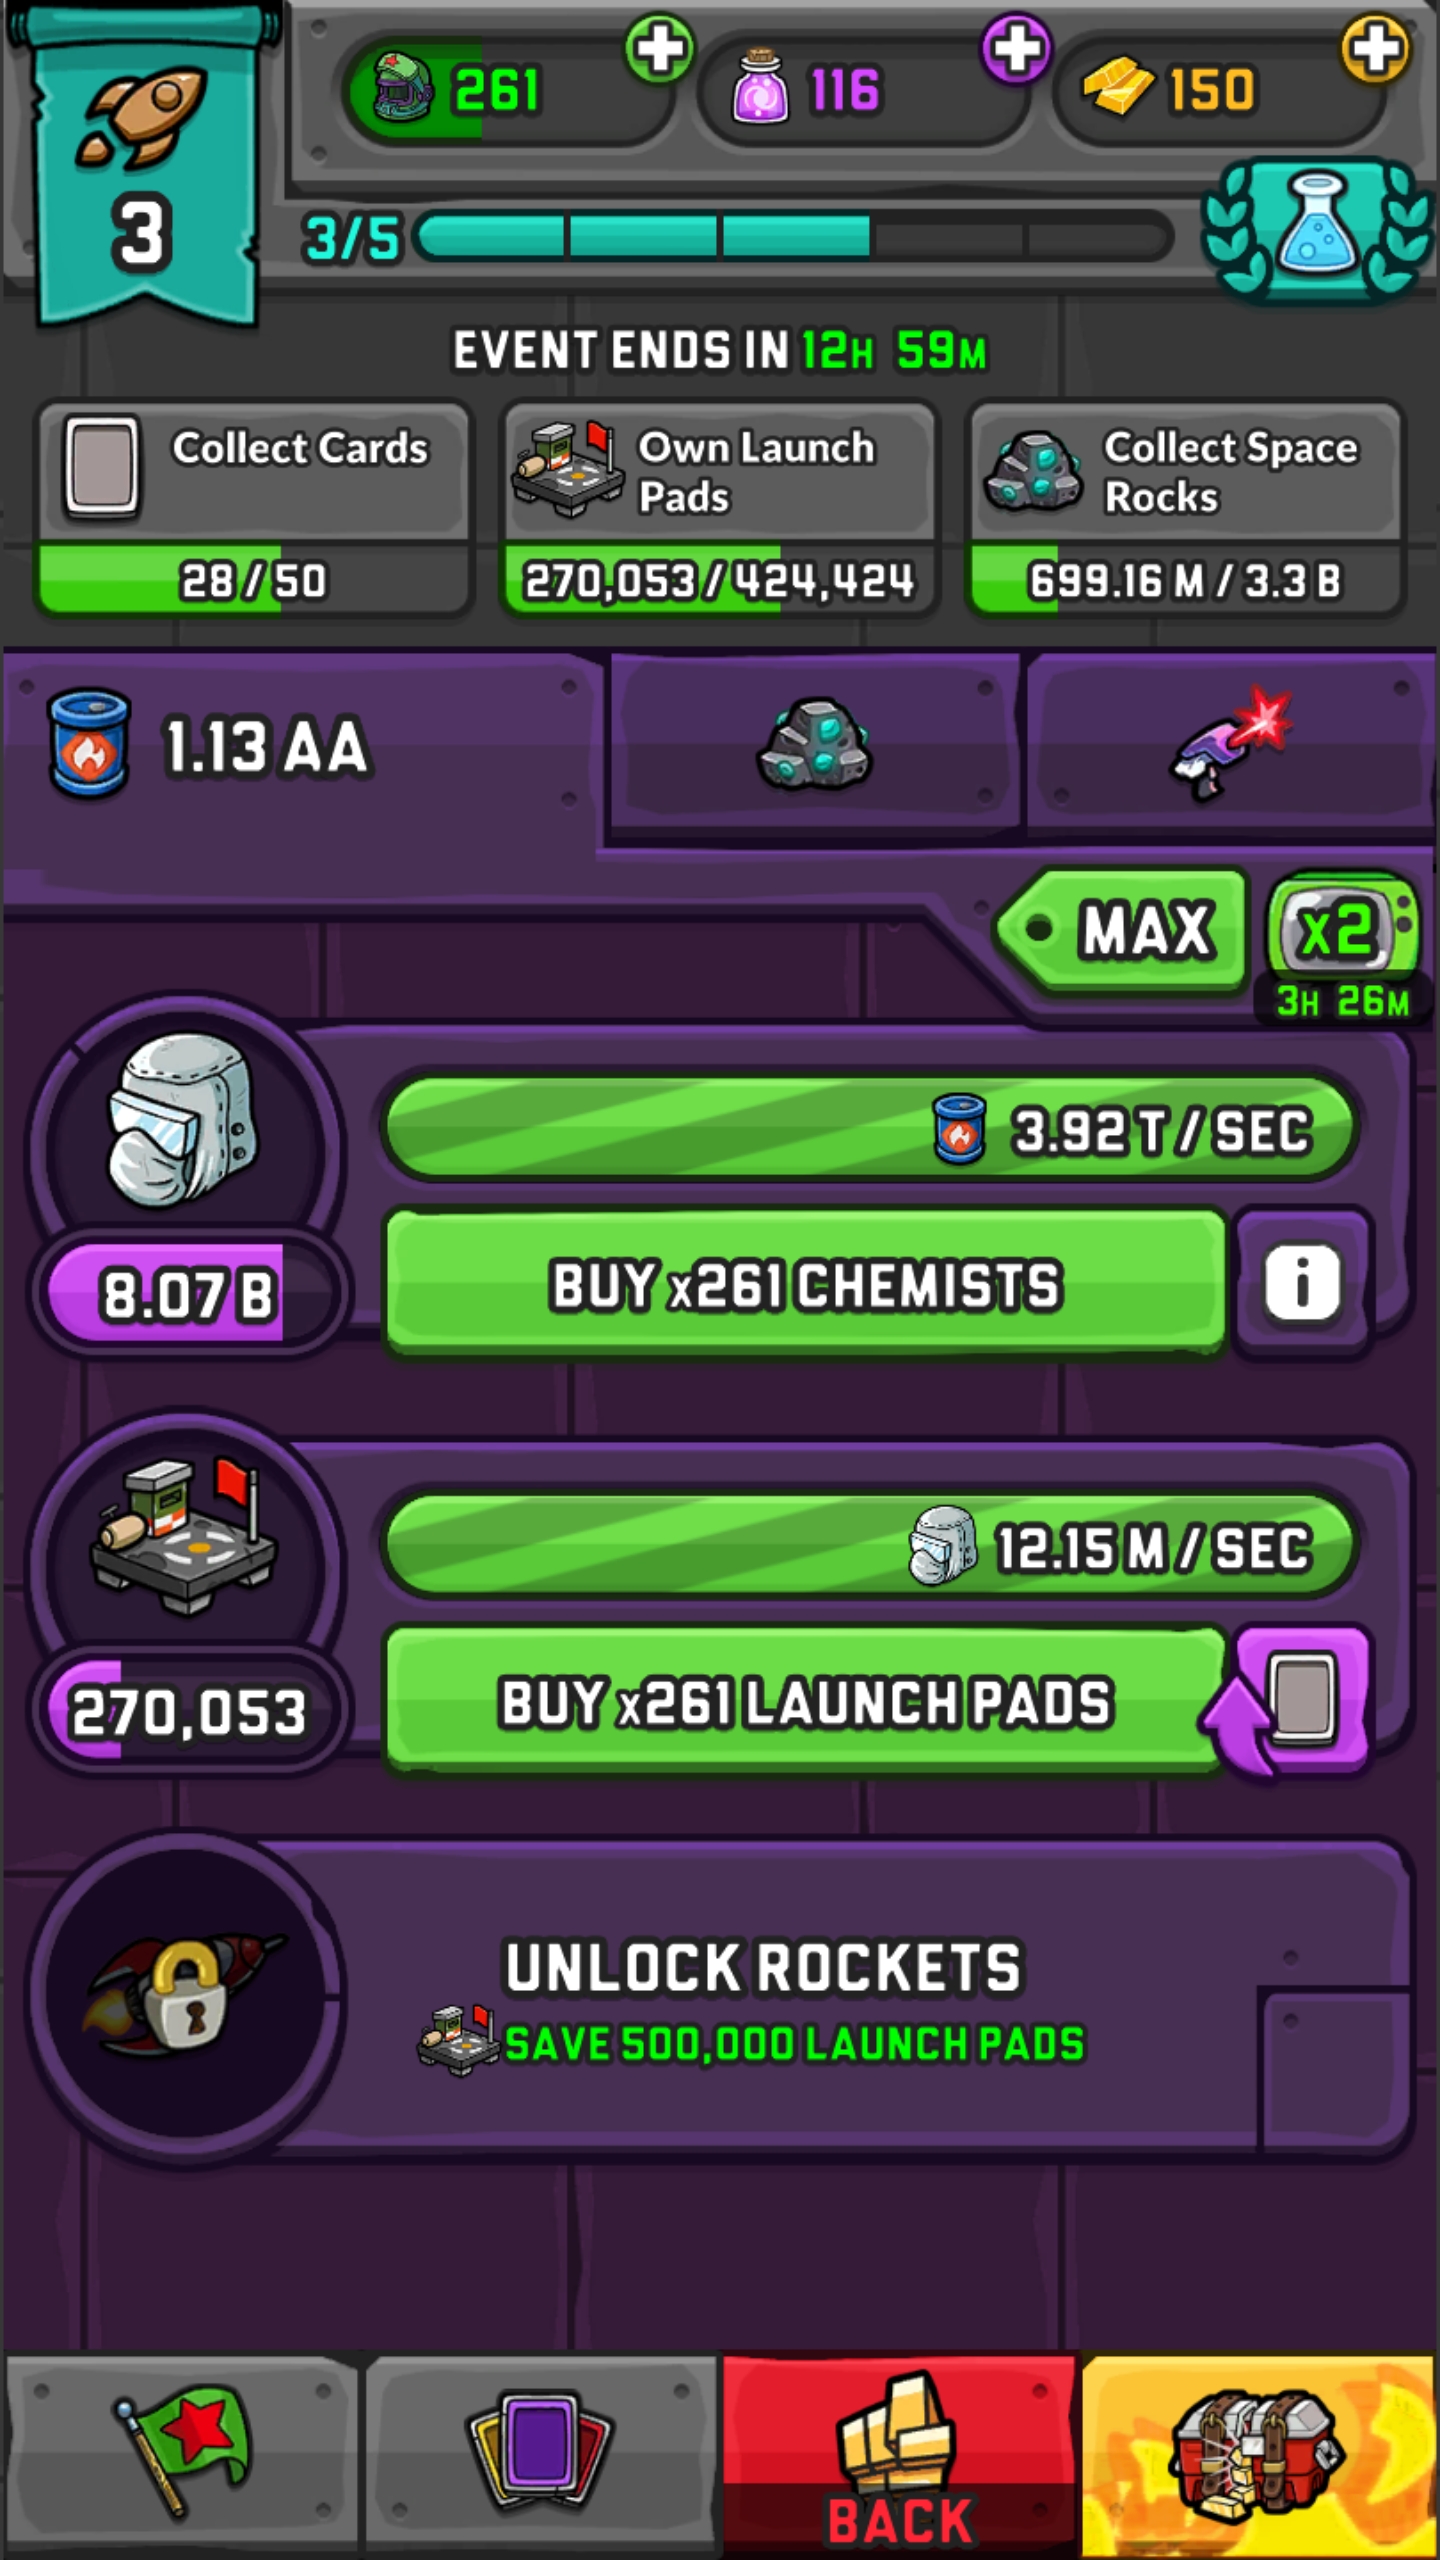 261
116
150
3
3/5
EVENT ENDS IN 12H 59M
Collect Cards
28 / 50
Own Launch
Pads
270,053 / 424,424
Collect Space
Rocks
699.16 M / 3.3 B
1.13 AA
MAX
x2
3H 26M
3.92 T / SEC
8.07 B
BUY x261 CHEMISTS
i
12.15 M / SEC
270,053
BUY x261 LAUNCH PADS
UNLOCK ROCKETS
SAVE 500,000 LAUNCH PADS
BACK